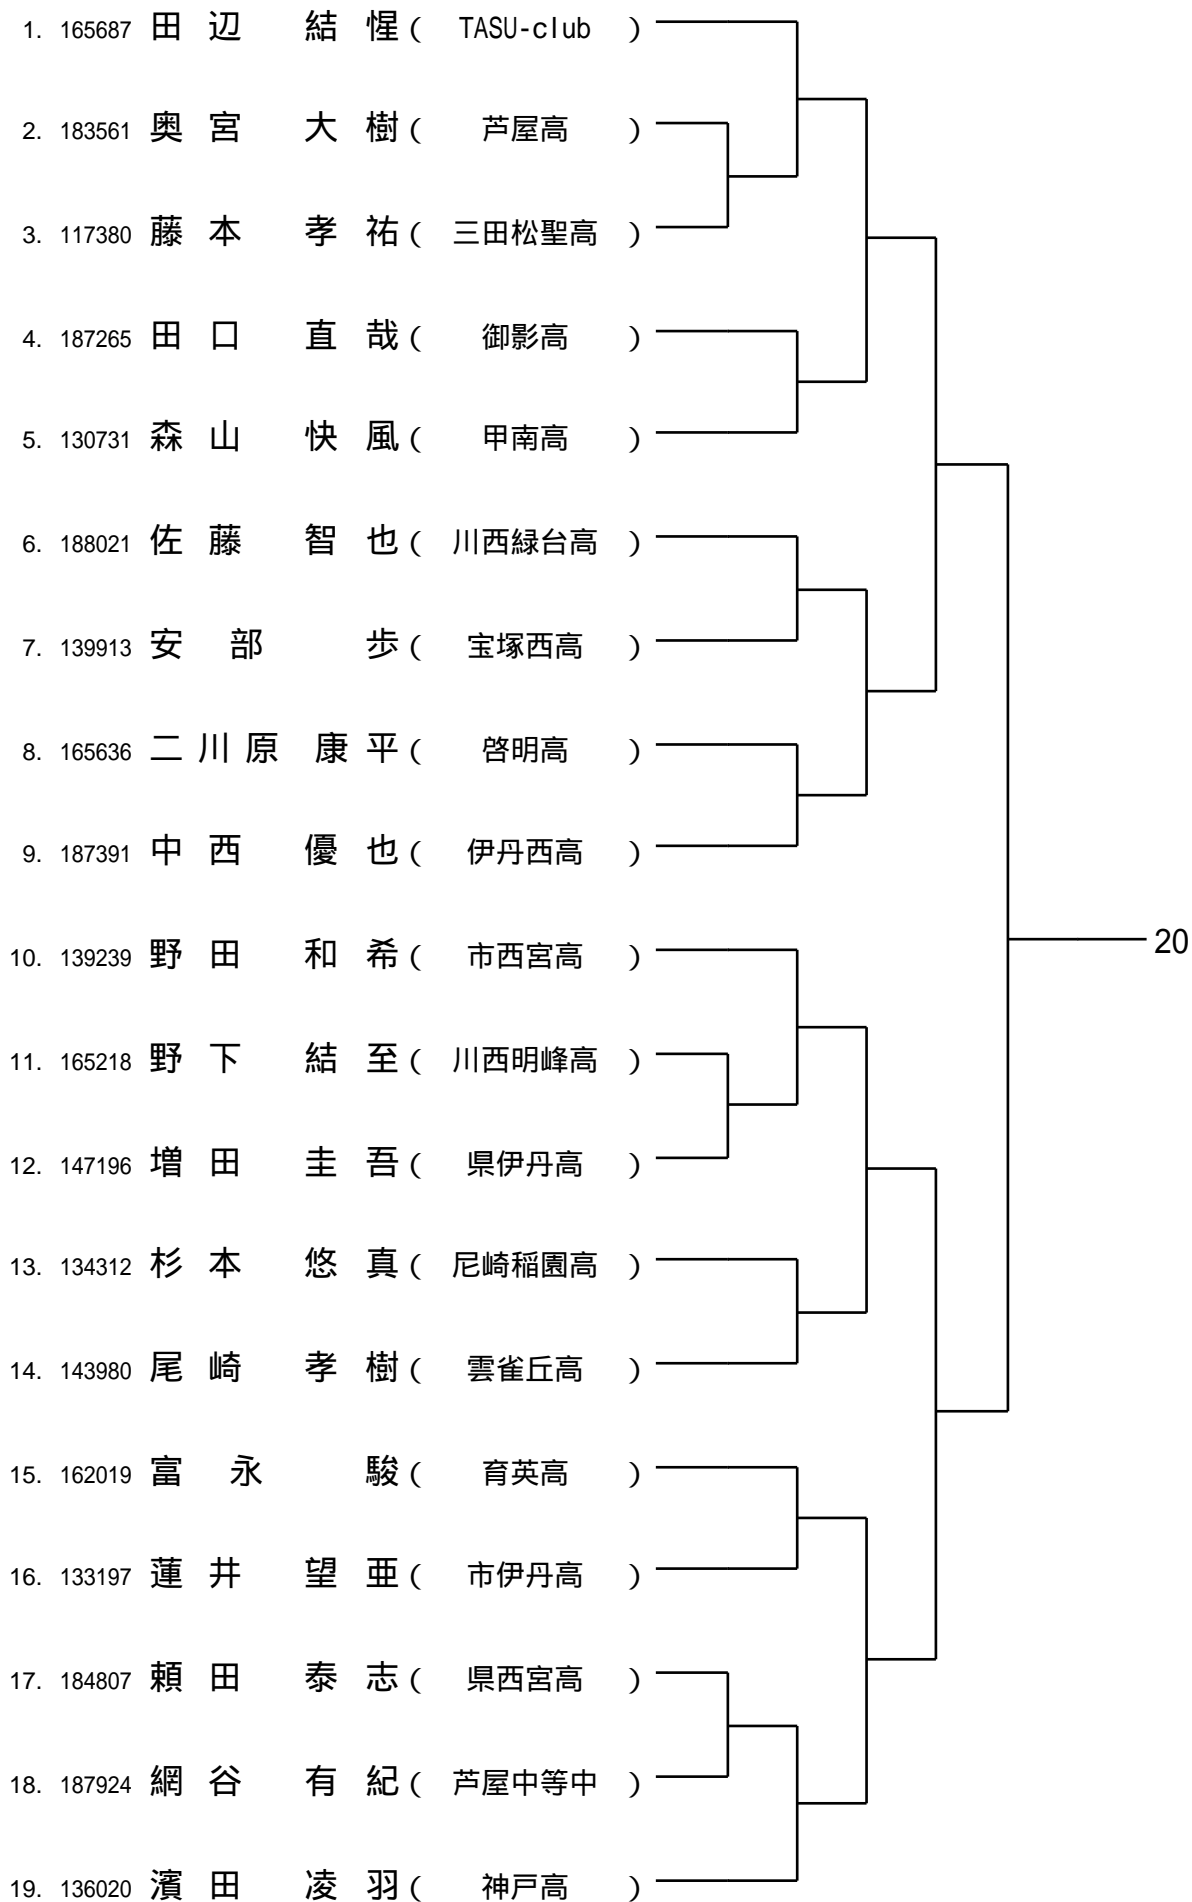 1. 165687 田辺 結惺 ( TASU-club )
2. 183561 奥宮 大樹 ( 芦屋高 )
3. 117380 藤本 孝祐 ( 三田松聖高 )
4. 187265 田口 直哉 ( 御影高 )
5. 130731 森山 快風 ( 甲南高 )
6. 188021 佐藤 智也 ( 川西緑台高 )
7. 139913 安部 歩 ( 宝塚西高 )
8. 165636 二川原 康平 ( 啓明高 )
9. 187391 中西 優也 ( 伊丹西高 )
20
10. 139239 野田 和希 ( 市西宮高 )
11. 165218 野下 結至 ( 川西明峰高 )
12. 147196 増田 圭吾 ( 県伊丹高 )
13. 134312 杉本 悠真 ( 尼崎稲園高 )
14. 143980 尾崎 孝樹 ( 雲雀丘高 )
15. 162019 富永 駿 ( 育英高 )
16. 133197 蓮井 望亜 ( 市伊丹高 )
17. 184807 頼田 泰志 ( 県西宮高 )
18. 187924 網谷 有紀 ( 芦屋中等中 )
19. 136020 濱田 凌羽 ( 神戸高 )